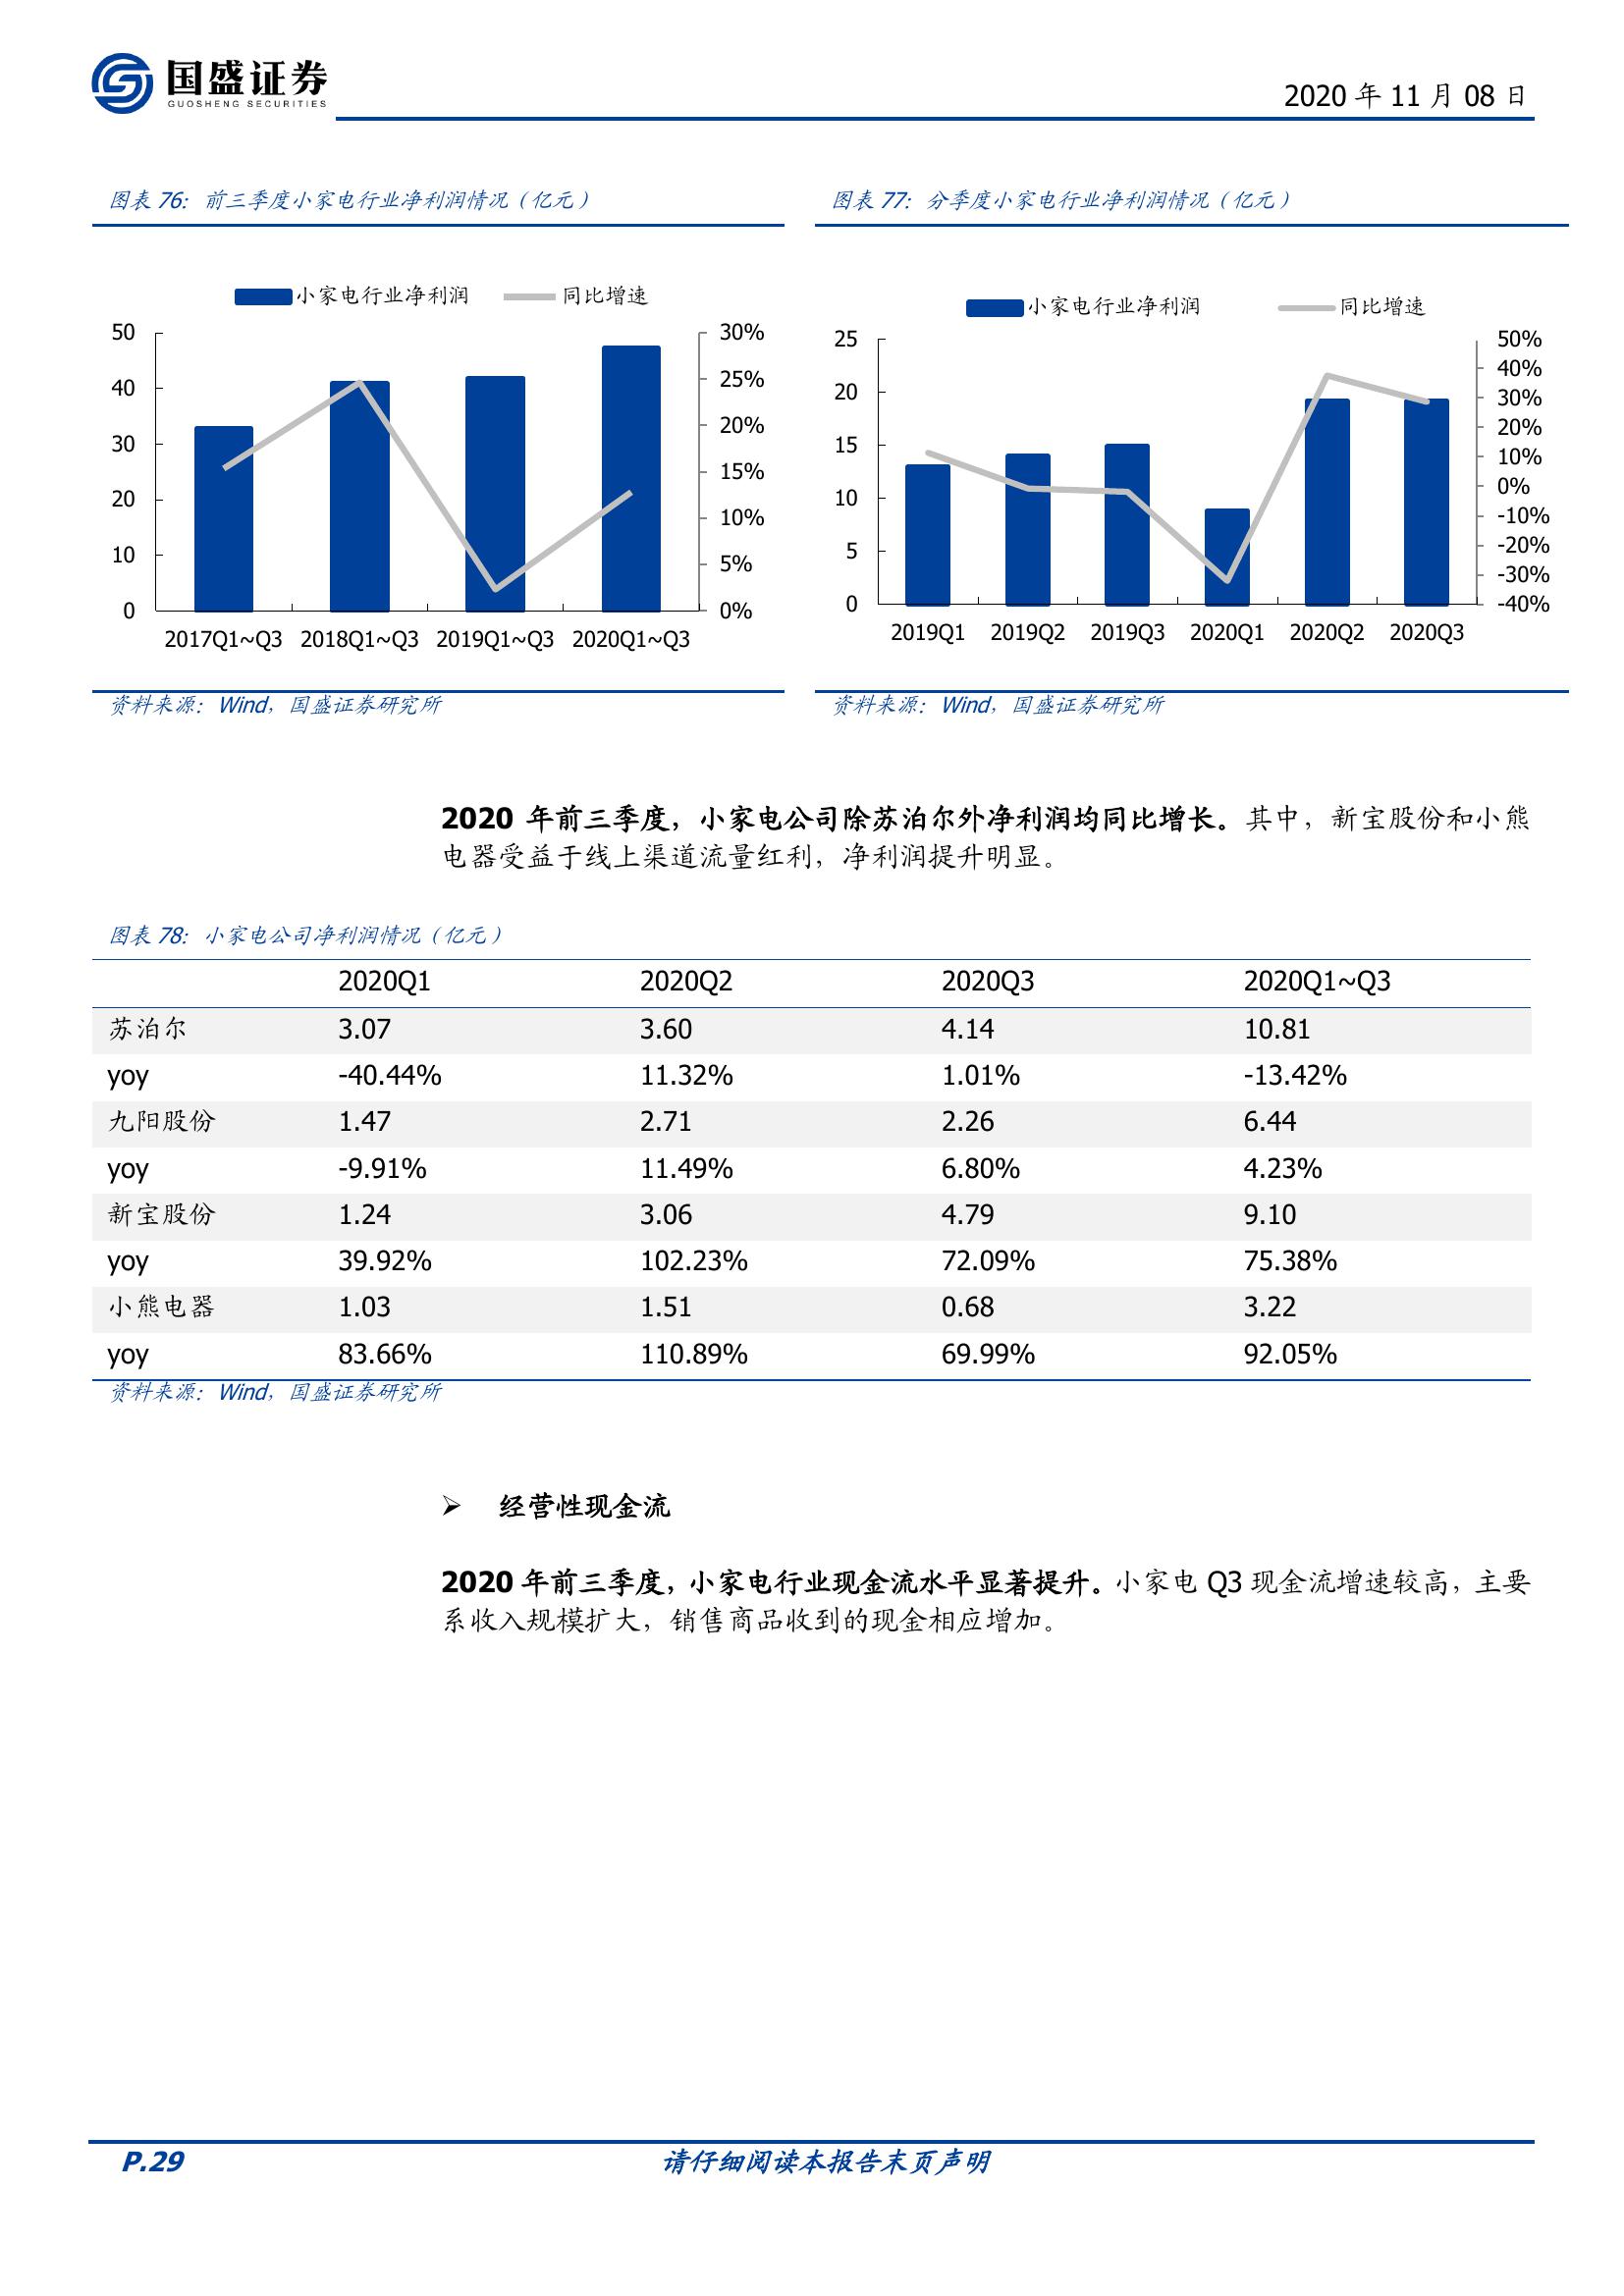 国盛证券
GUOSHENG SECURITIES
2020 年 11 月 08 日
图表 76：前三季度小家电行业净利润情况（亿元）
小家电行业净利润 同比增速
50 30%
40 25%
30 20%
20 15%
10 10%
0 5%
0%
2017Q1~Q3 2018Q1~Q3 2019Q1~Q3 2020Q1~Q3
资料来源：Wind，国盛证券研究所
图表 77：分季度小家电行业净利润情况（亿元）
小家电行业净利润 同比增速
25 50%
20 40%
15 30%
10 20%
5 10%
0 0%
-10%
-20%
-30%
-40%
2019Q1 2019Q2 2019Q3 2020Q1 2020Q2 2020Q3
资料来源：Wind，国盛证券研究所
2020 年前三季度，小家电公司除苏泊尔外净利润均同比增长。其中，新宝股份和小熊
电器受益于线上渠道流量红利，净利润提升明显。
图表 78：小家电公司净利润情况（亿元）
2020Q1 2020Q2 2020Q3 2020Q1~Q3
苏泊尔 3.07 3.60 4.14 10.81
yoy -40.44% 11.32% 1.01% -13.42%
九阳股份 1.47 2.71 2.26 6.44
yoy -9.91% 11.49% 6.80% 4.23%
新宝股份 1.24 3.06 4.79 9.10
yoy 39.92% 102.23% 72.09% 75.38%
小熊电器 1.03 1.51 0.68 3.22
yoy 83.66% 110.89% 69.99% 92.05%
资料来源：Wind，国盛证券研究所
➢ 经营性现金流
2020 年前三季度，小家电行业现金流水平显著提升。小家电 Q3 现金流增速较高，主要
系收入规模扩大，销售商品收到的现金相应增加。
P.29 请仔细阅读本报告末页声明